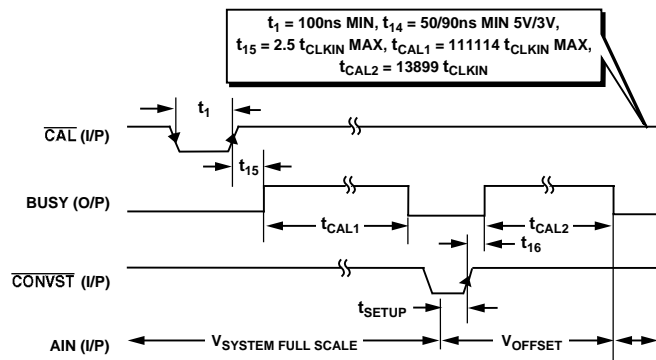 t1 = 100ns MIN, t14 = 50/90ns MIN 5V/3V,
t15 = 2.5 tCLKIN MAX, tCAL1 = 111114 tCLKIN MAX,
tCAL2 = 13899 tCLKIN
t1
CAL (I/P)
t15
BUSY (O/P)
tCAL1
tCAL2
t16
CONVST (I/P)
tSETUP
AIN (I/P)
VSYSTEM FULL SCALE
VOFFSET